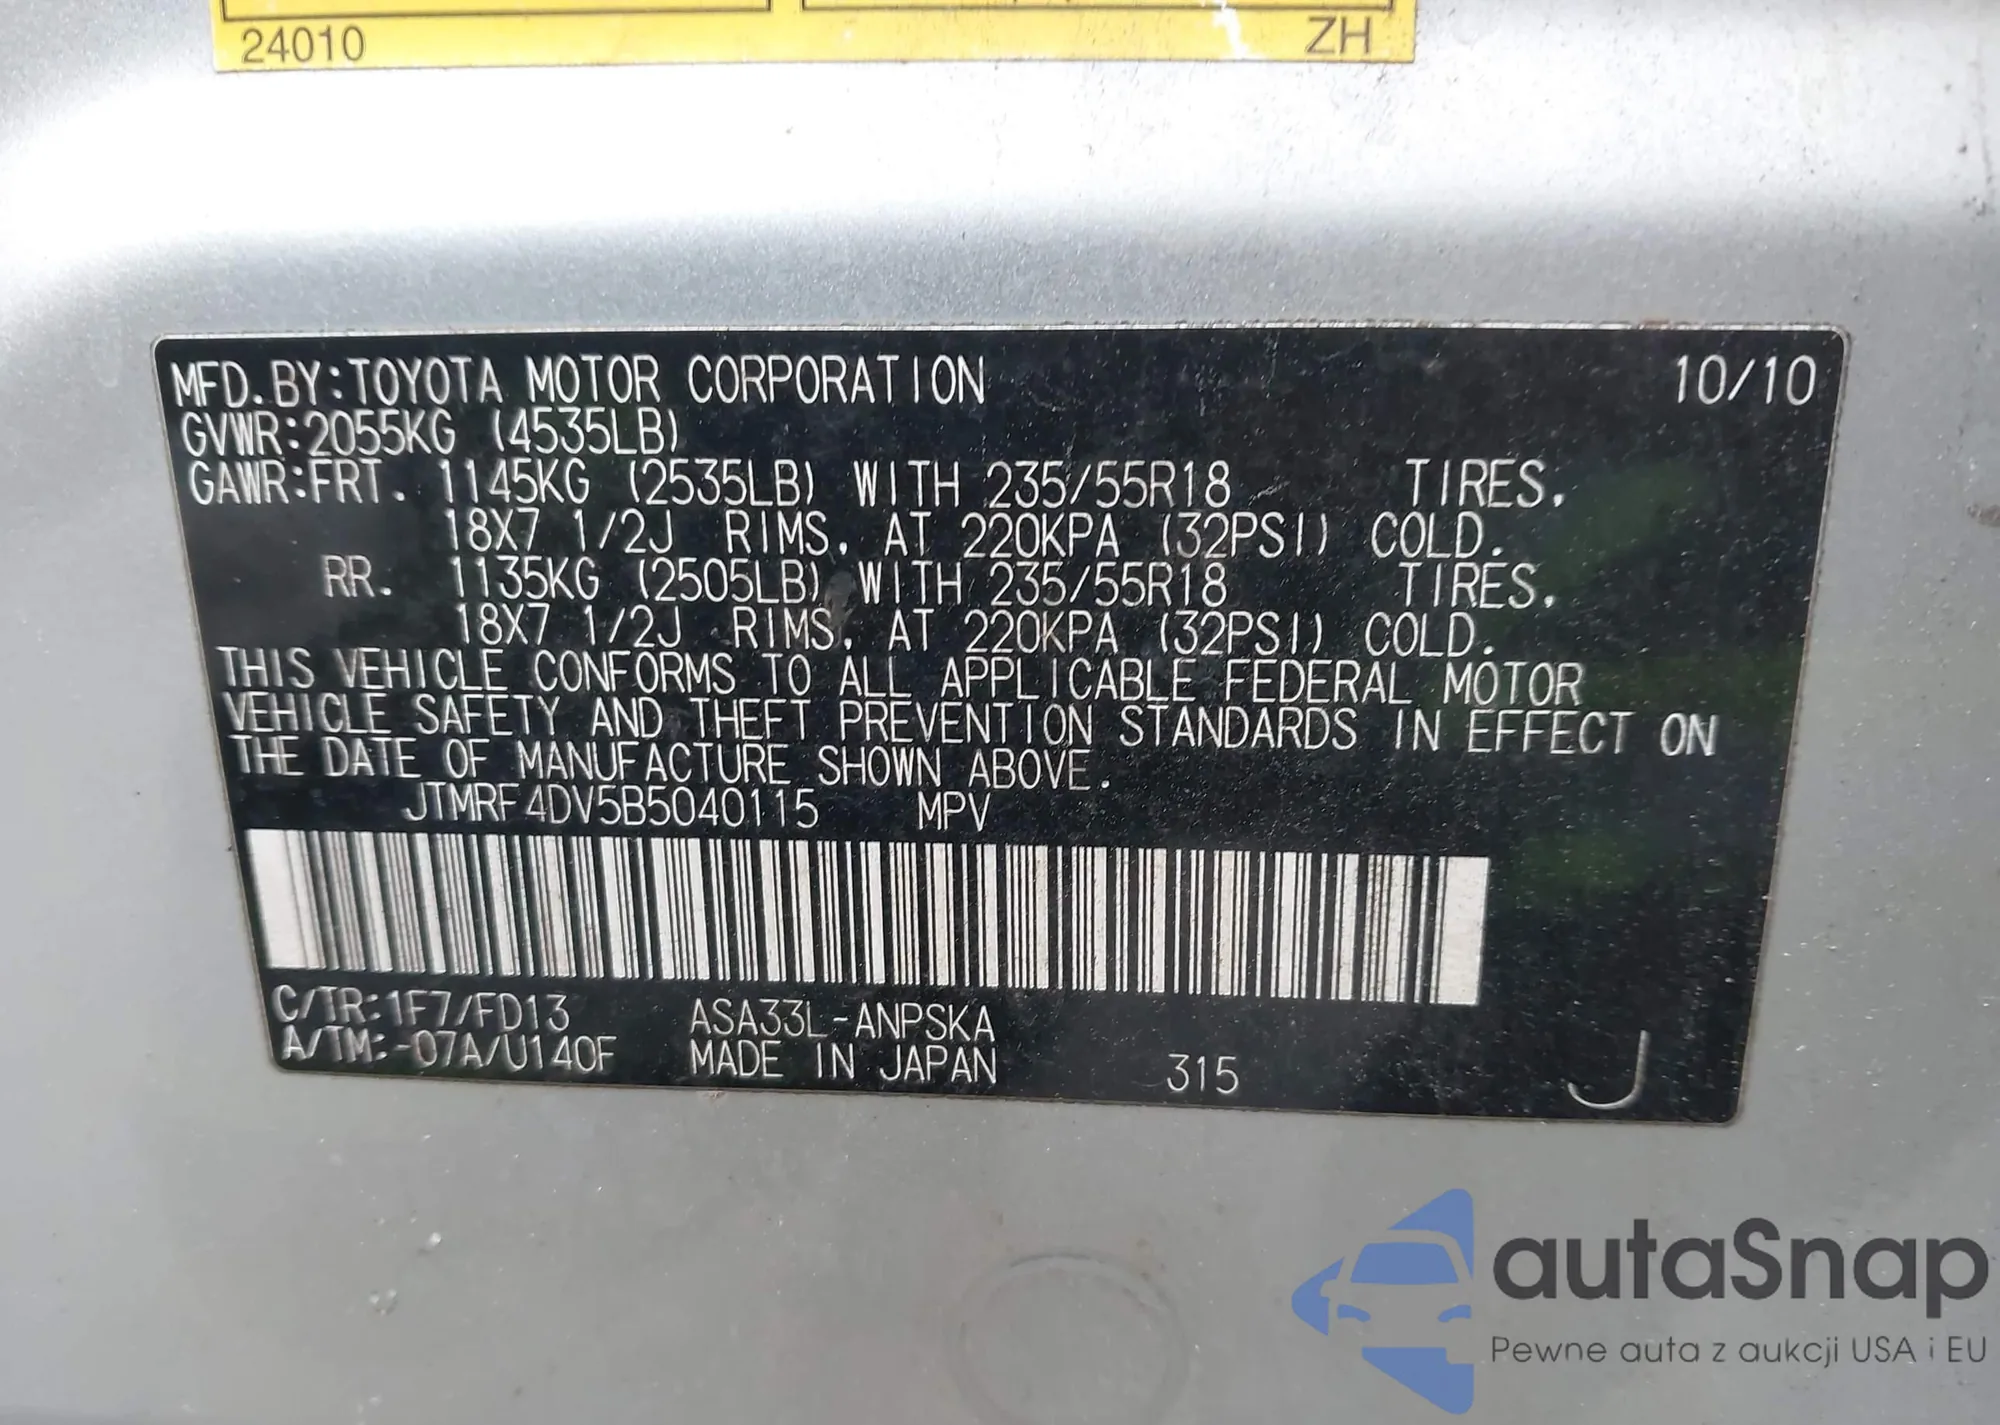 24010 ZH
MFD.BY:TOYOTA MOTOR CORPORATION 10/10
GVWR:2055KG (4535LB)
GAWR:FRT. 1145KG (2535LB) WITH 235/55R18 TIRES,
18X7 1/2J RIMS, AT 220KPA (32PSI) COLD.
RR. 1135KG (2505LB) WITH 235/55R18 TIRES,
18X7 1/2J RIMS, AT 220KPA (32PSI) COLD.
THIS VEHICLE CONFORMS TO ALL APPLICABLE FEDERAL MOTOR
VEHICLE SAFETY AND THEFT PREVENTION STANDARDS IN EFFECT ON
THE DATE OF MANUFACTURE SHOWN ABOVE.
JTMRF4DV5B5040115 MPV
C/TR:1F7/FD13 ASA33L-ANPSKA
A/TM:-07A/U140F MADE IN JAPAN 315 J
autaSnap
Pewne auta z aukcji USA i EU